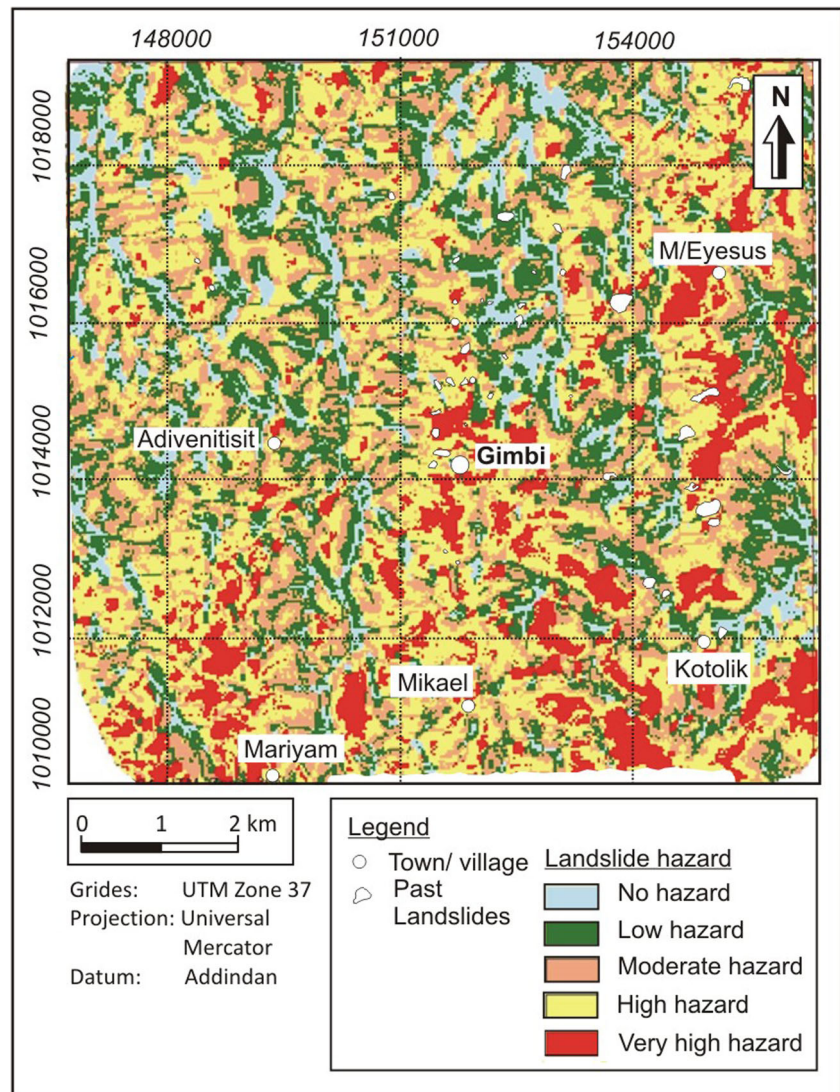 148000 151000 154000
1018000
1016000
1014000
1012000
1010000
N
M/Eyesus
Adivenitisit
Gimbi
Kotolik
Mikael
Mariyam
0 1 2 km
Grides: UTM Zone 37
Projection: Universal
Mercator
Datum: Addindan
Legend
Town/ village
Past
Landslides
Landslide hazard
No hazard
Low hazard
Moderate hazard
High hazard
Very high hazard